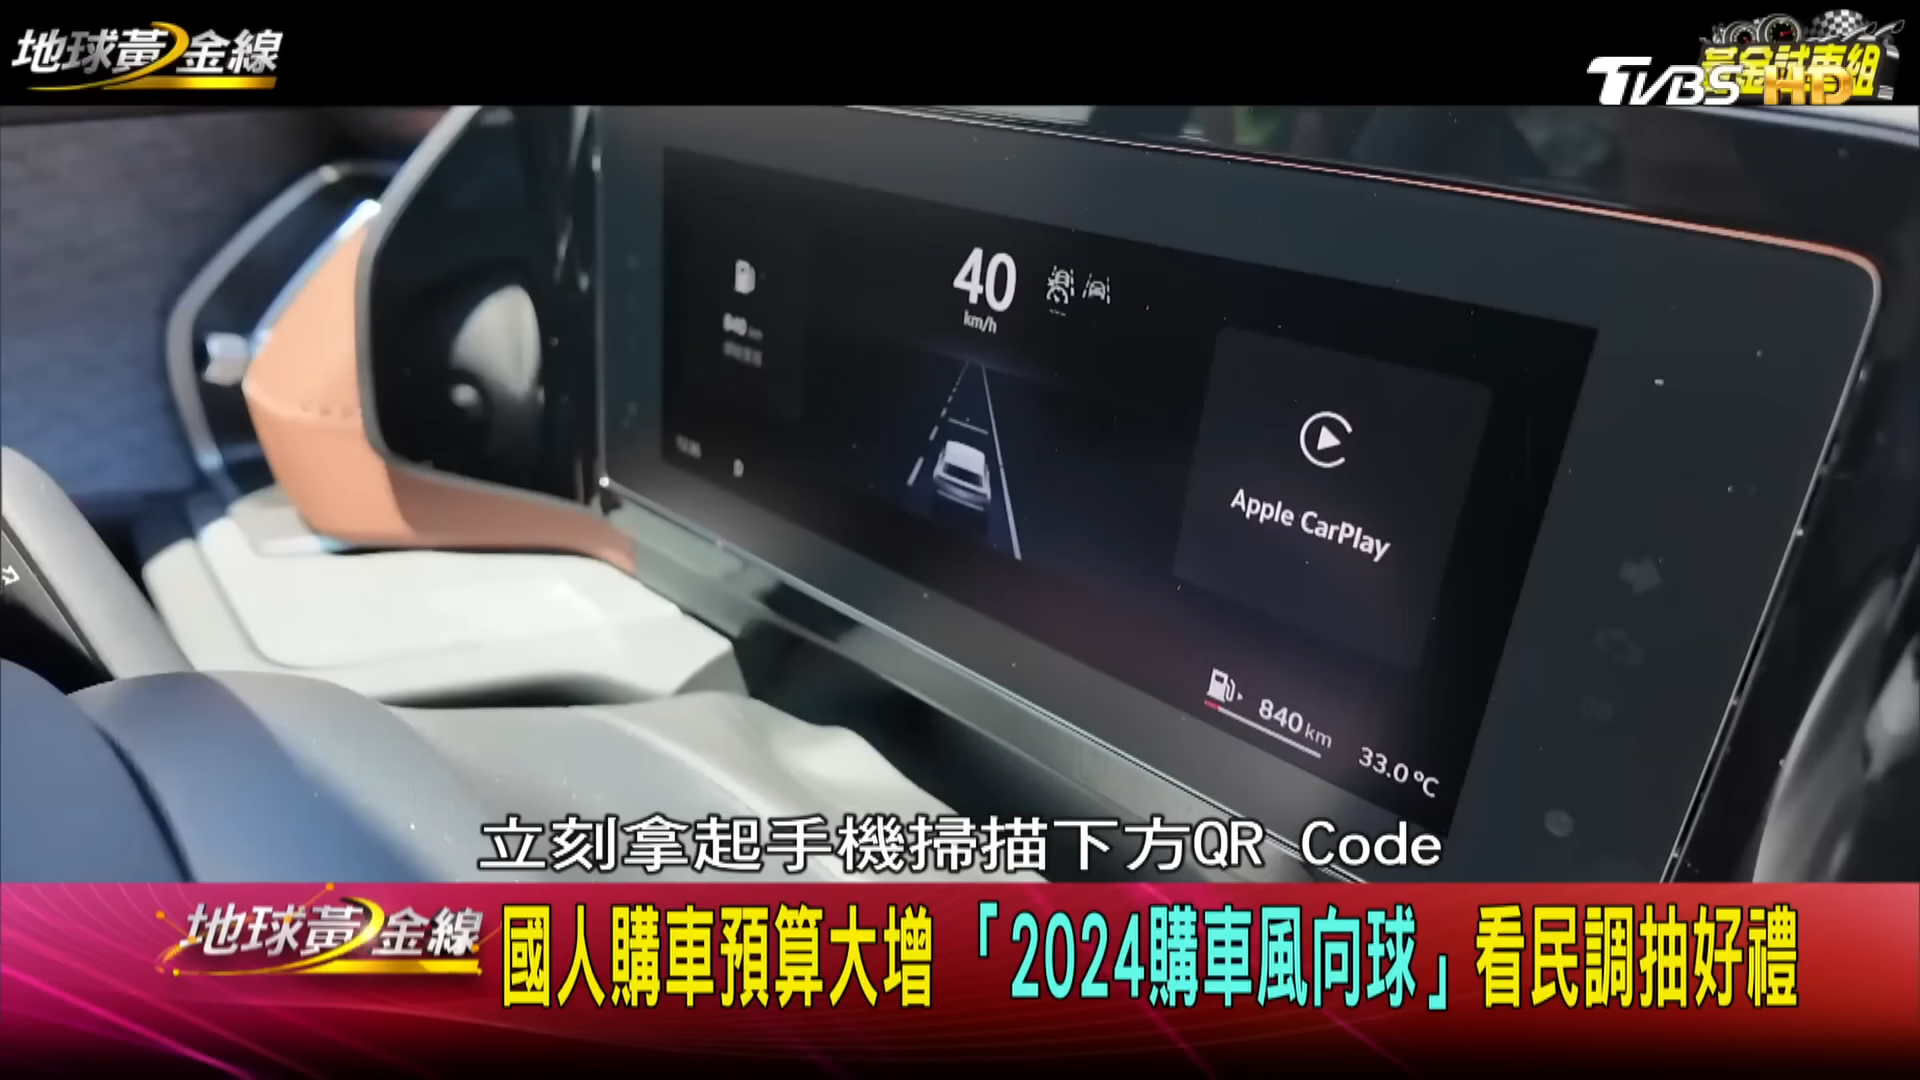 地球黃金線
黃金試車組
TVBS HD
40
km/h
840 km
Apple CarPlay
840 km
33.0 °C
立刻拿起手機掃描下方QR Code
地球黃金線
國人購車預算大增「2024購車風向球」看民調抽好禮